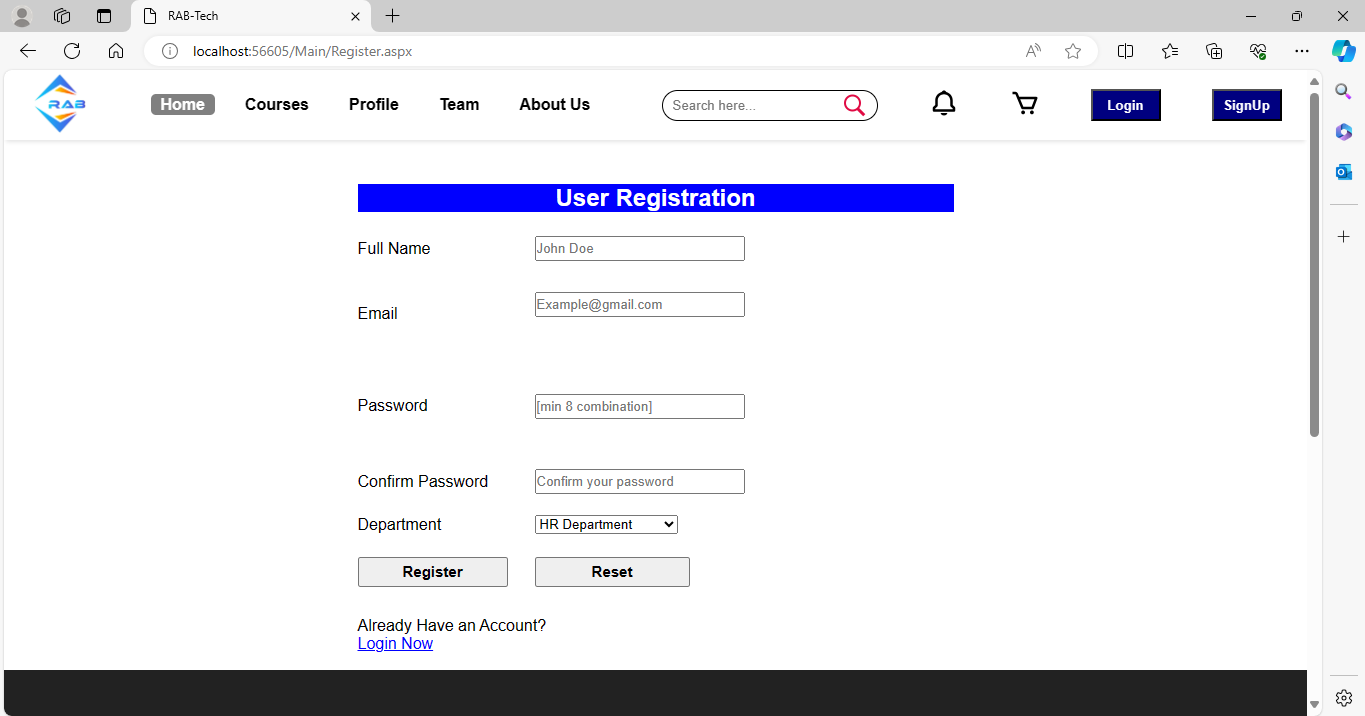 RAB-Tech
localhost:56605/Main/Register.aspx
RAB
Home Courses Profile Team About Us Search here... Login SignUp
User Registration
Full Name John Doe
Email Example@gmail.com
Password [min 8 combination]
Confirm Password Confirm your password
Department HR Department
Register Reset
Already Have an Account?
Login Now